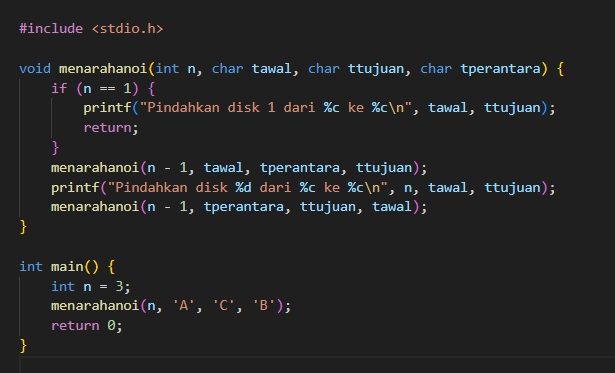 #include <stdio.h>
void menarahanoi(int n, char tawal, char ttujuan, char tperantara) {
    if (n == 1) {
        printf("Pindahkan disk 1 dari %c ke %c\n", tawal, ttujuan);
        return;
    }
    menarahanoi(n - 1, tawal, tperantara, ttujuan);
    printf("Pindahkan disk %d dari %c ke %c\n", n, tawal, ttujuan);
    menarahanoi(n - 1, tperantara, ttujuan, tawal);
}
int main() {
    int n = 3;
    menarahanoi(n, 'A', 'C', 'B');
    return 0;
}